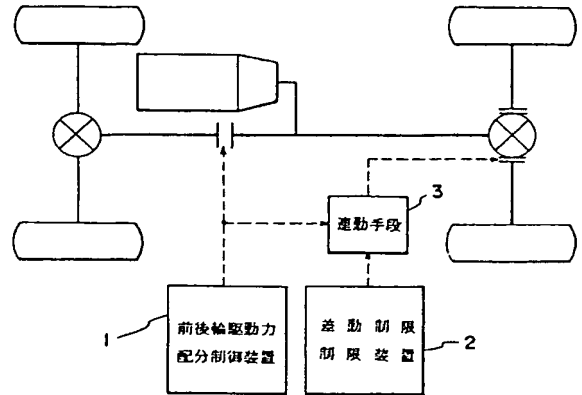 3
連動手段
1
前後輪駆動力
配分制御装置
差動制限
制限装置
2